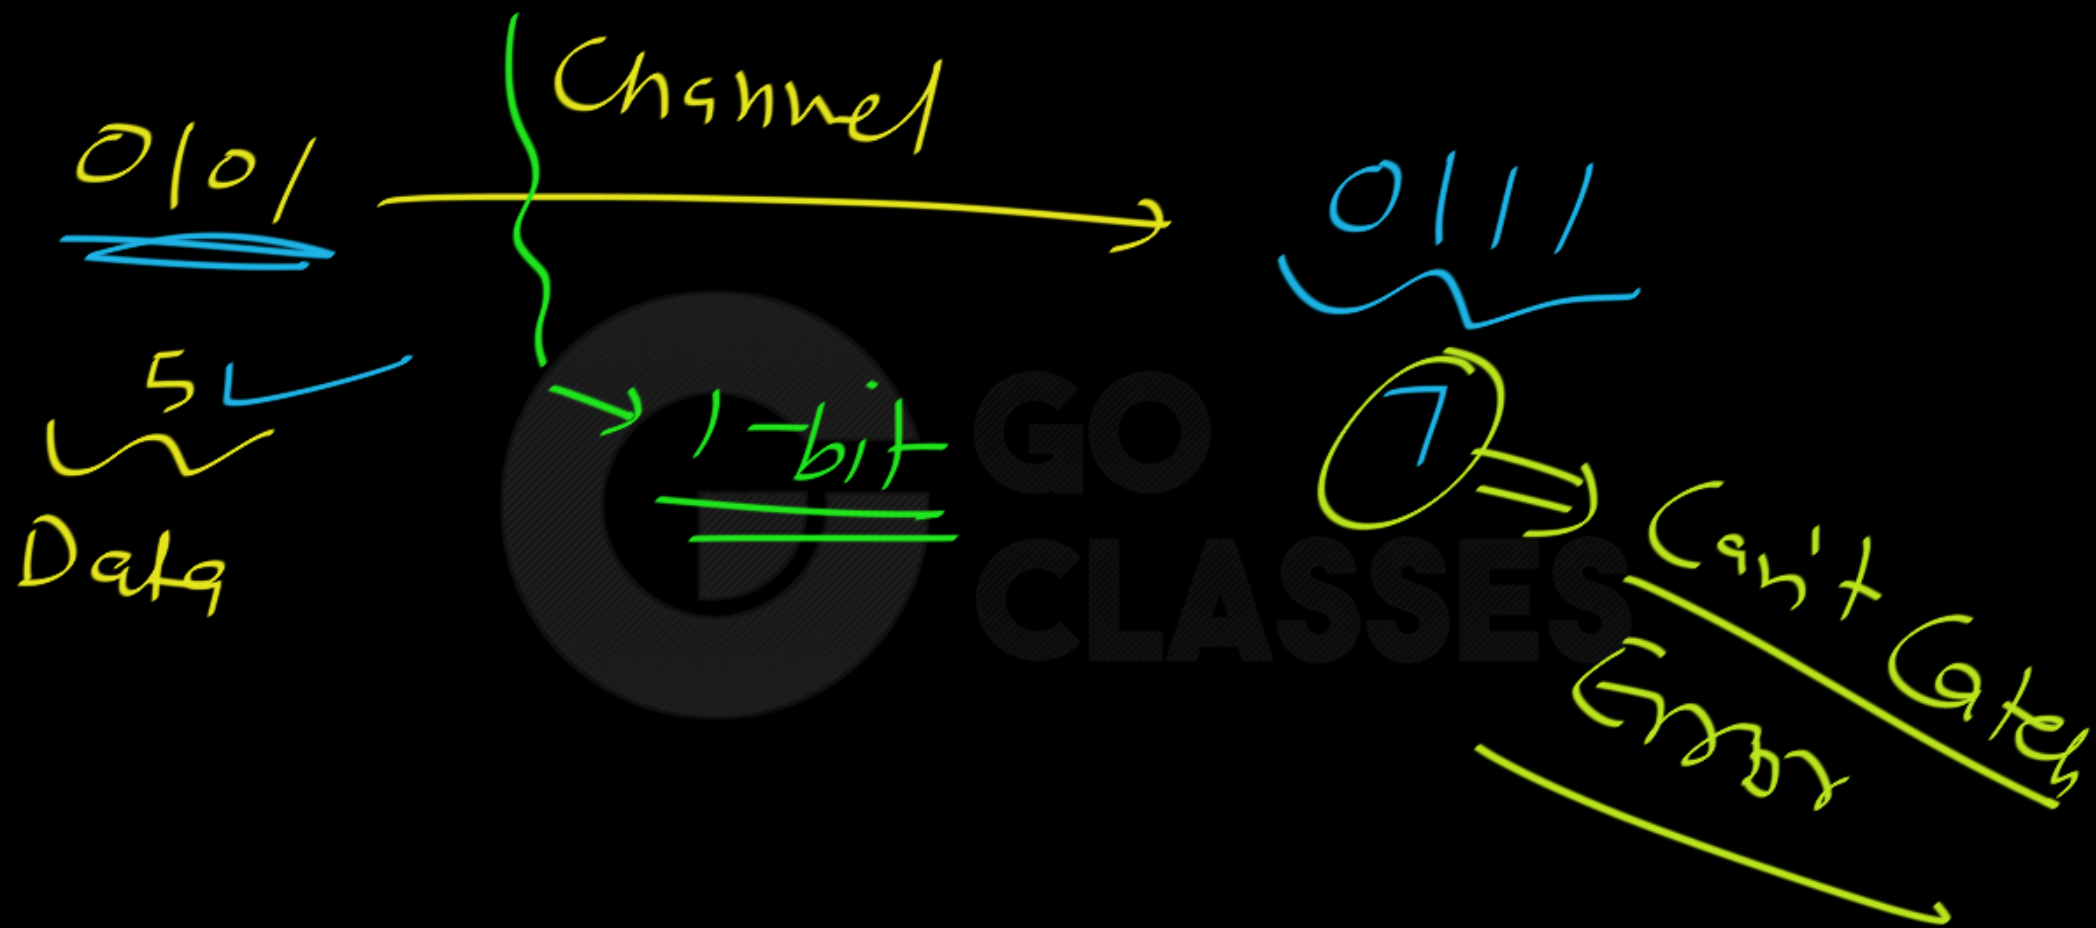 Channel
0101
0111
5
7
1-bit
GO
CLASSES
Data
Can't Catch
Error